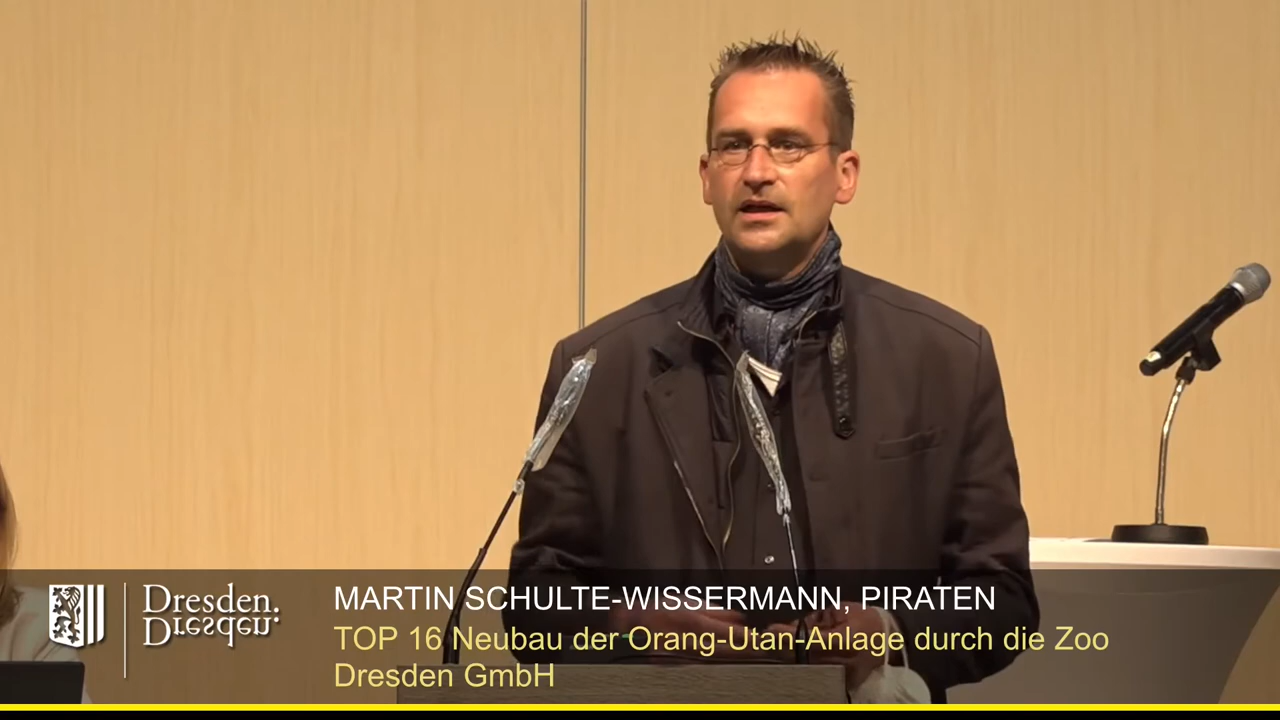 Dresden.
Dresden.
MARTIN SCHULTE-WISSERMANN, PIRATEN
TOP 16 Neubau der Orang-Utan-Anlage durch die Zoo
Dresden GmbH